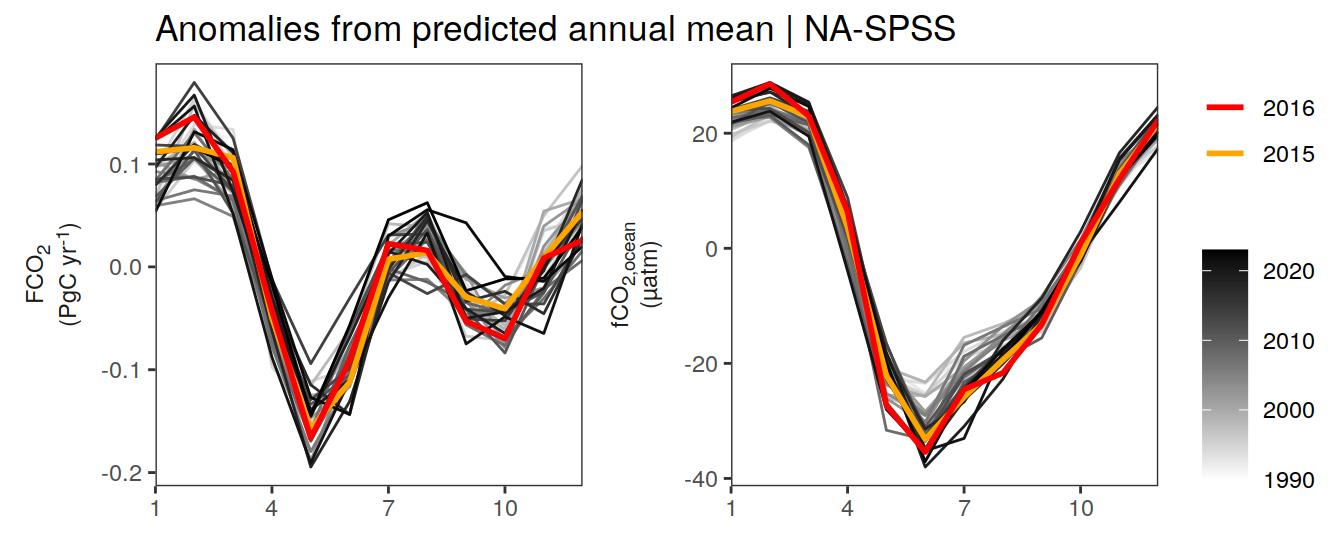 Anomalies from predicted annual mean | NA-SPSS
FCO₂
(PgC yr⁻¹)
0.1
0.0
-0.1
-0.2
1 4 7 10
fCO₂,ocean
(µatm)
20
0
-20
-40
1 4 7 10
2016
2015
2020
2010
2000
1990